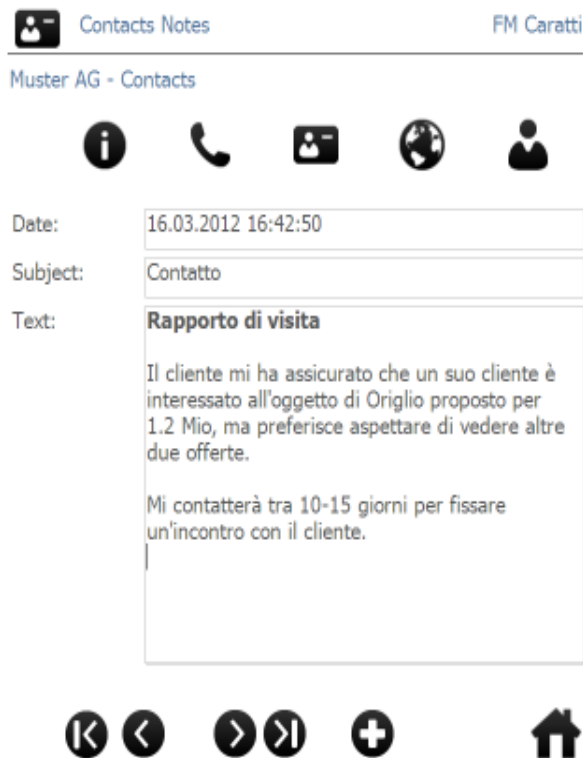 Contacts Notes FM Caratti
Muster AG - Contacts
Date: 16.03.2012 16:42:50
Subject: Contatto
Text: Rapporto di visita
Il cliente mi ha assicurato che un suo cliente è
interessato all'oggetto di Origlio proposto per
1.2 Mio, ma preferisce aspettare di vedere altre
due offerte.
Mi contatterà tra 10-15 giorni per fissare
un'incontro con il cliente.